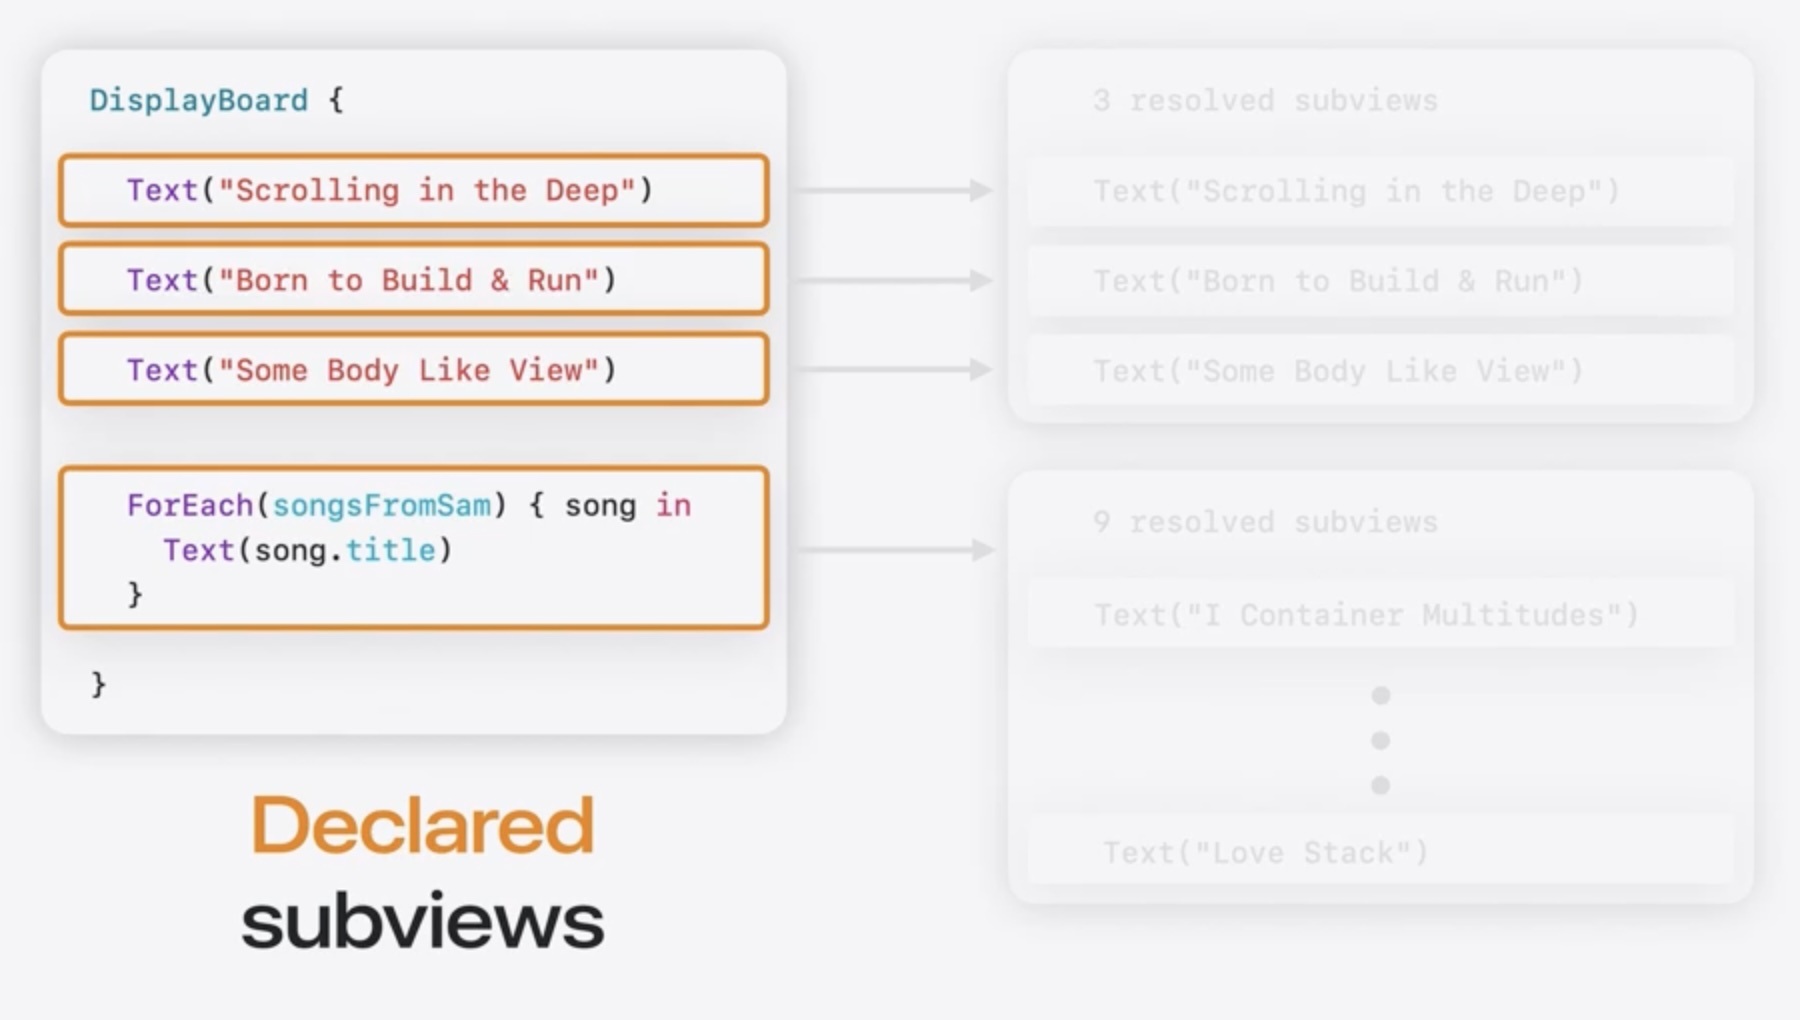 DisplayBoard {
Text("Scrolling in the Deep")
Text("Born to Build & Run")
Text("Some Body Like View")
ForEach(songsFromSam) { song in
Text(song.title)
}
}
Declared
subviews
3 resolved subviews
Text("Scrolling in the Deep")
Text("Born to Build & Run")
Text("Some Body Like View")
9 resolved subviews
Text("I Container Multitudes")
Text("Love Stack")